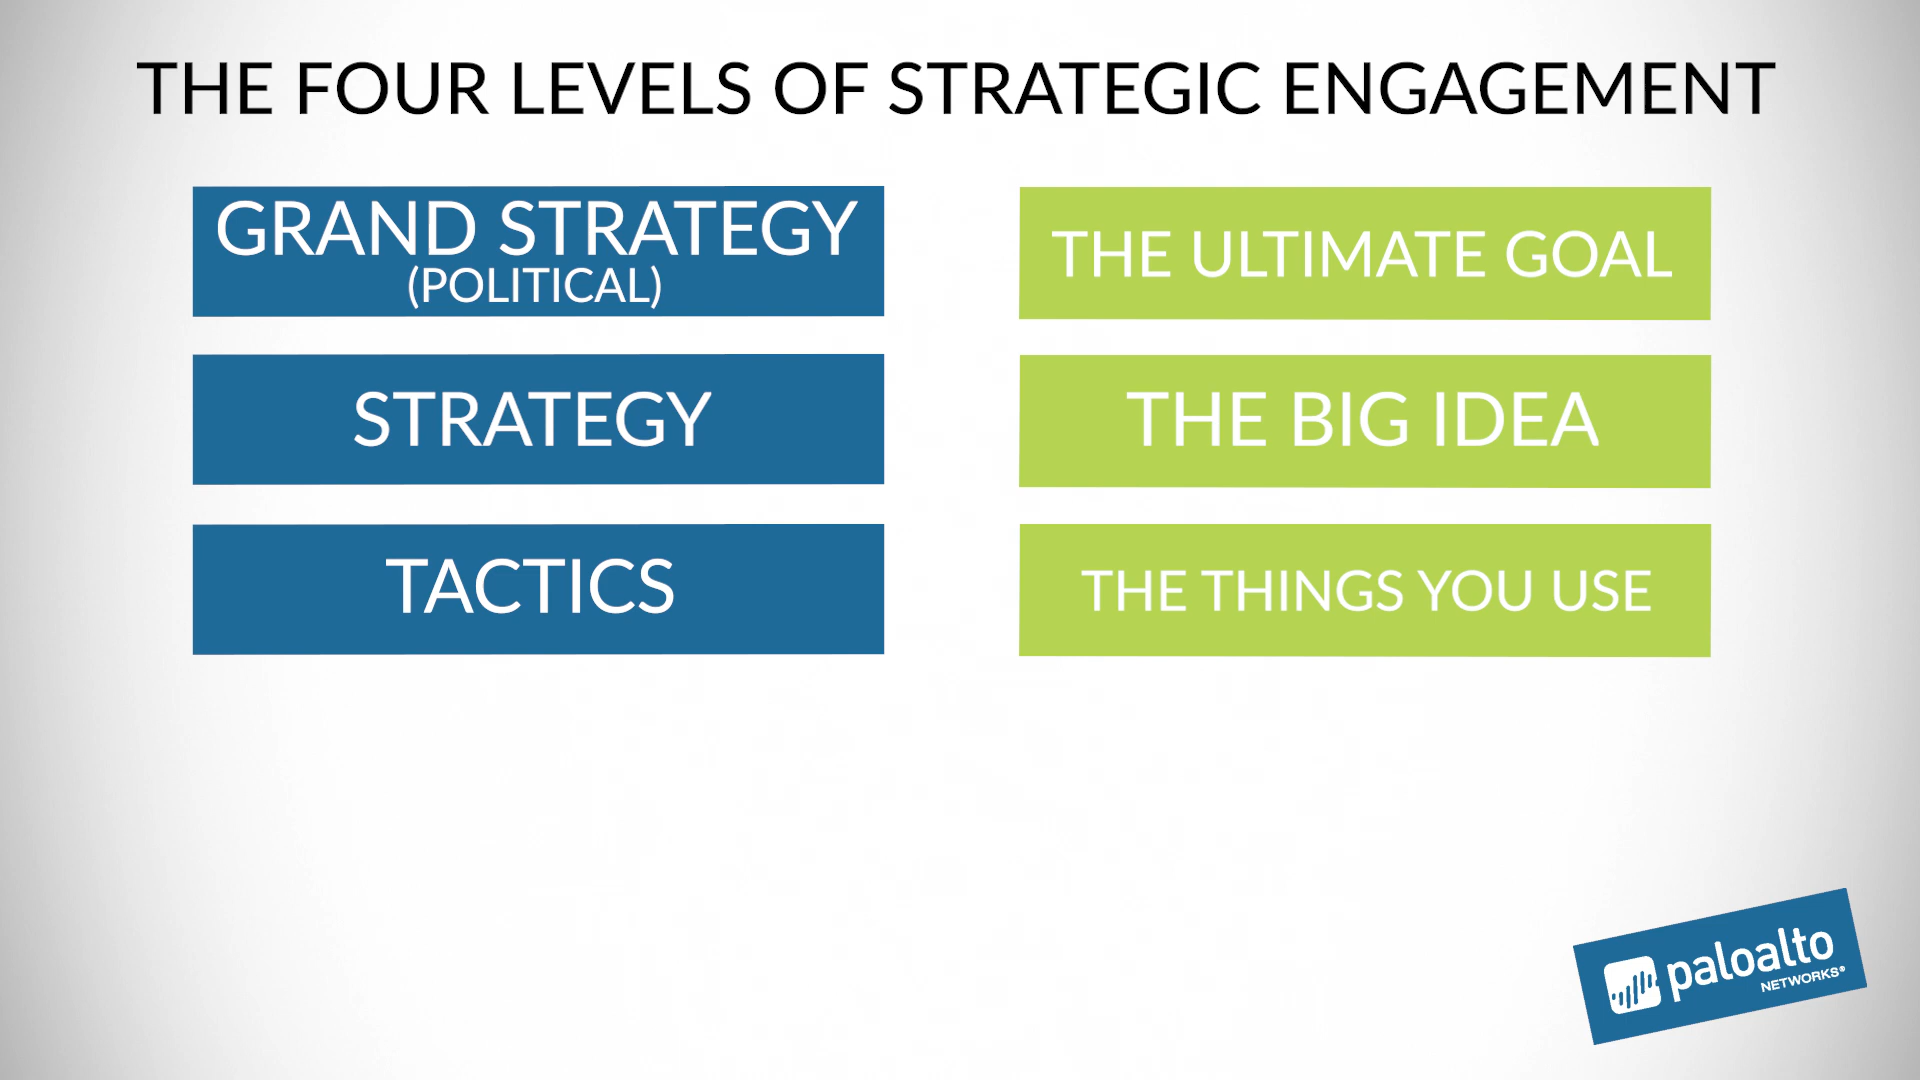 THE FOUR LEVELS OF STRATEGIC ENGAGEMENT
GRAND STRATEGY
(POLITICAL)
THE ULTIMATE GOAL
STRATEGY
THE BIG IDEA
TACTICS
THE THINGS YOU USE
paloalto
NETWORKS®